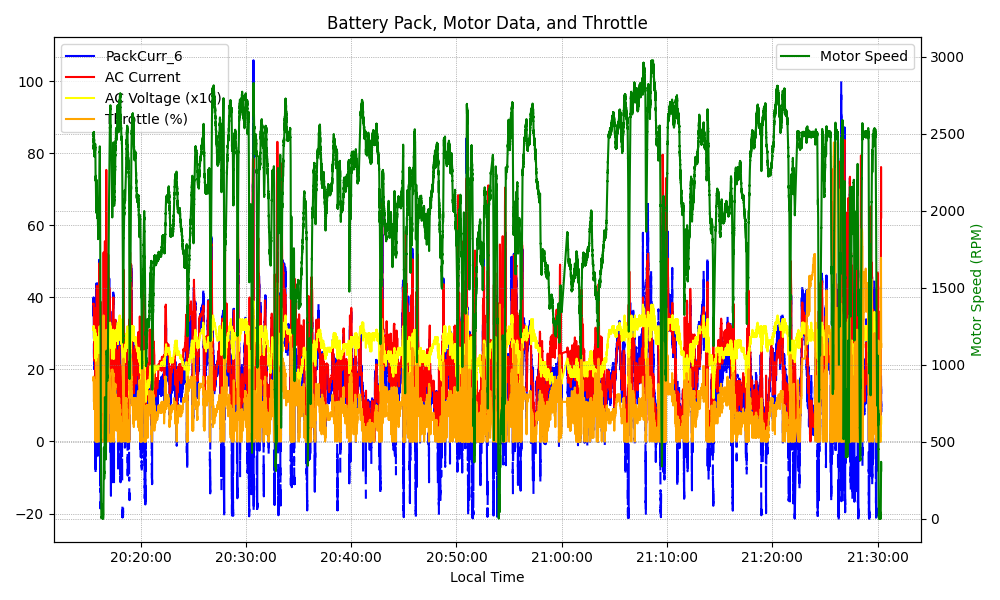 Battery Pack, Motor Data, and Throttle
PackCurr_6
AC Current
AC Voltage (x10)
Throttle (%)
Motor Speed
100
80
60
40
20
0
−20
3000
2500
2000
1500
1000
500
0
Motor Speed (RPM)
20:20:00
20:30:00
20:40:00
20:50:00
21:00:00
21:10:00
21:20:00
21:30:00
Local Time